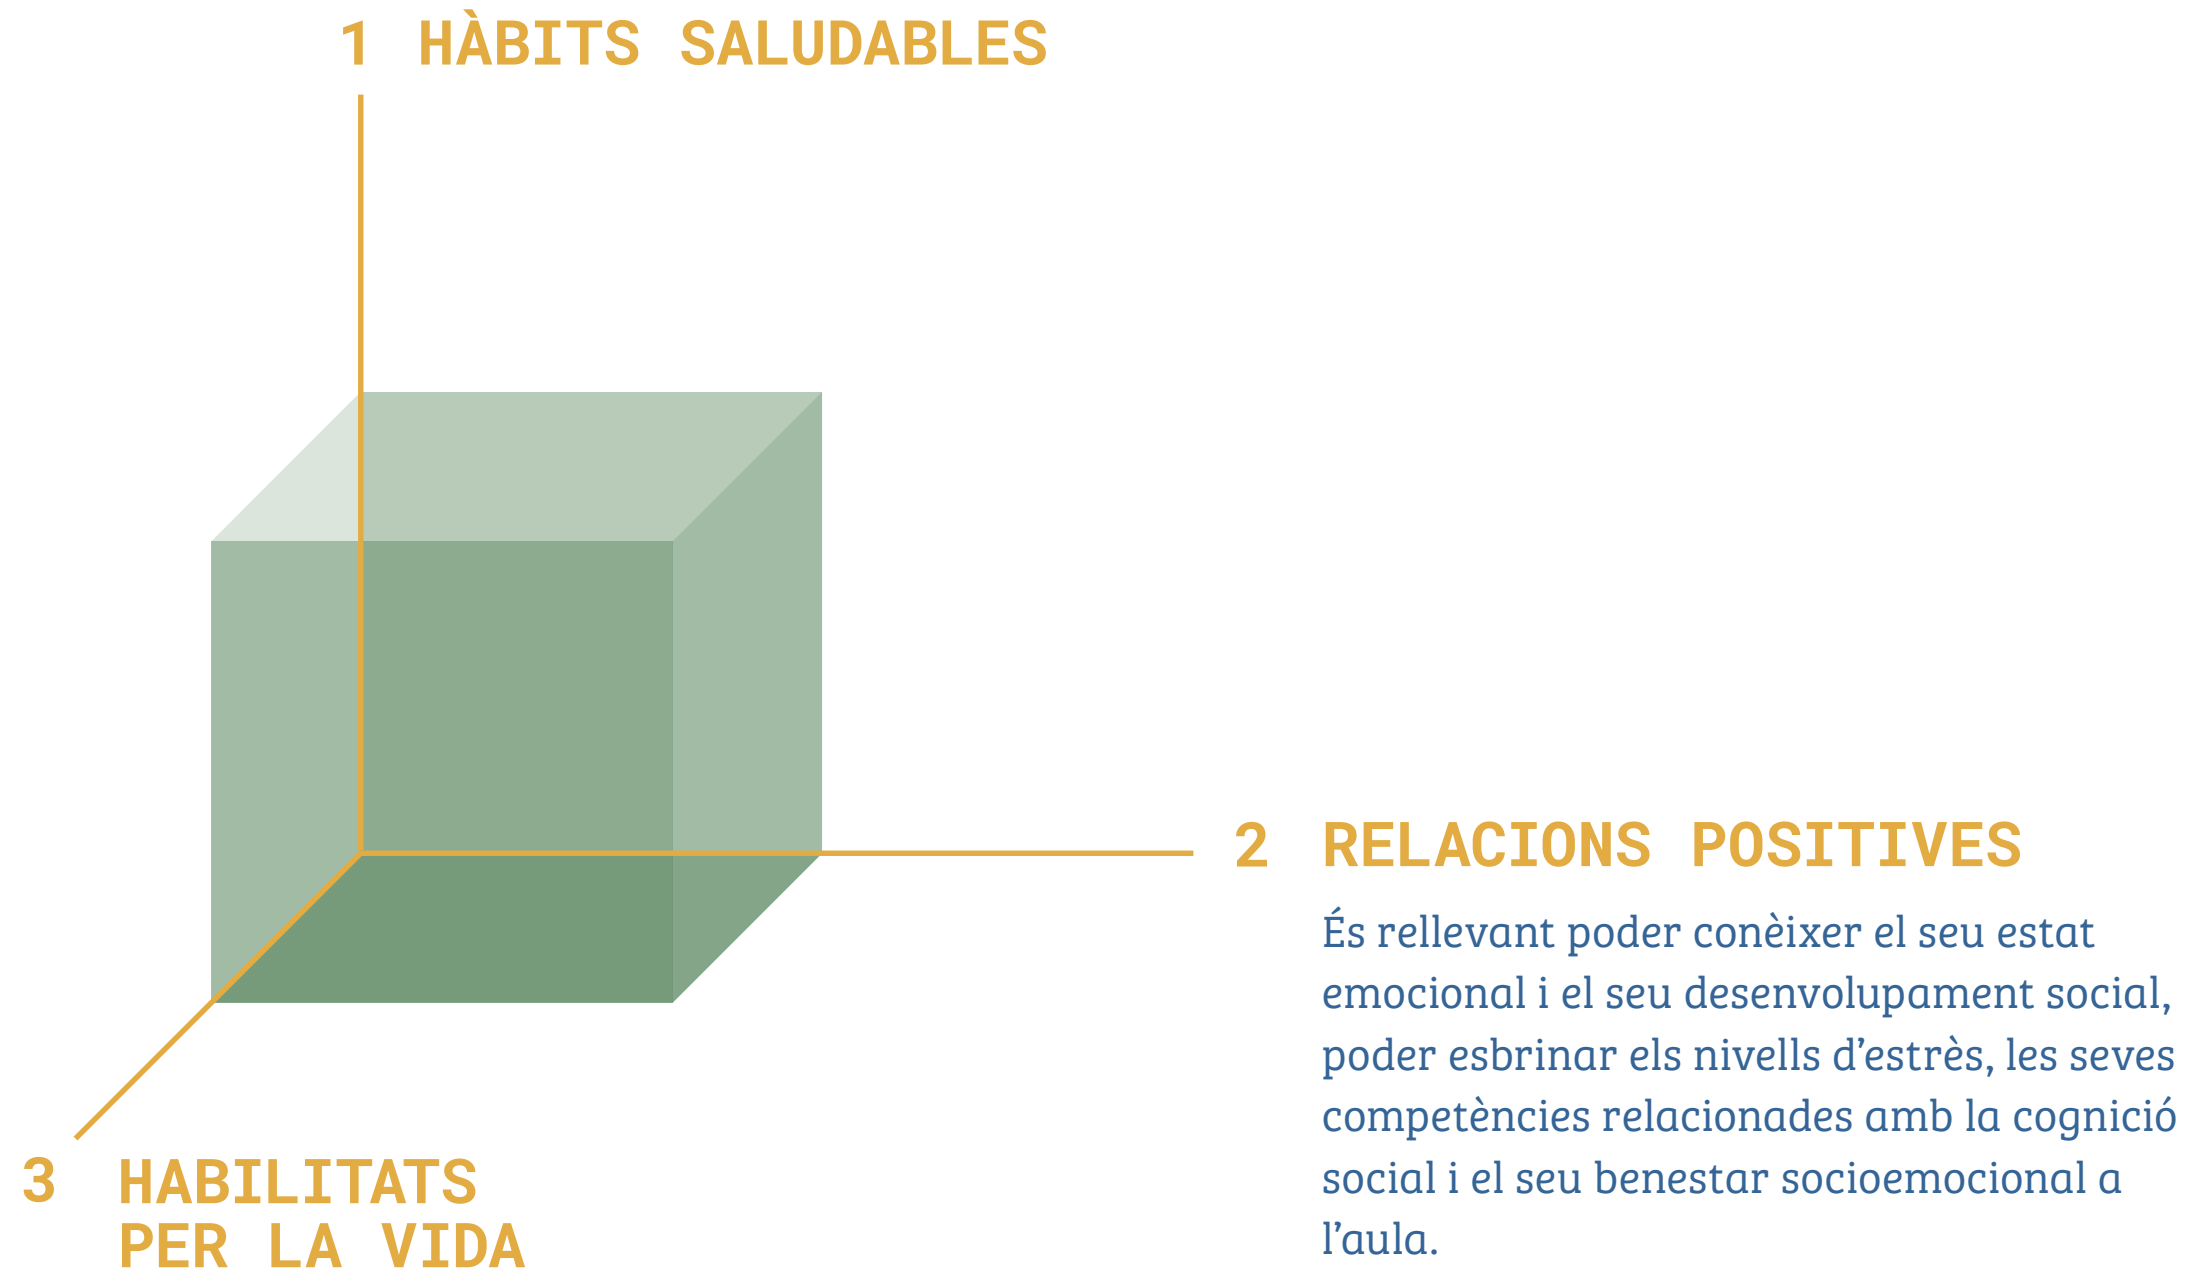 1 HÀBITS SALUDABLES
2 RELACIONS POSITIVES
És rellevant poder conèixer el seu estat
emocional i el seu desenvolupament social,
poder esbrinar els nivells d’estrès, les seves
competències relacionades amb la cognició
social i el seu benestar socioemocional a
l’aula.
3 HABILITATS
PER LA VIDA